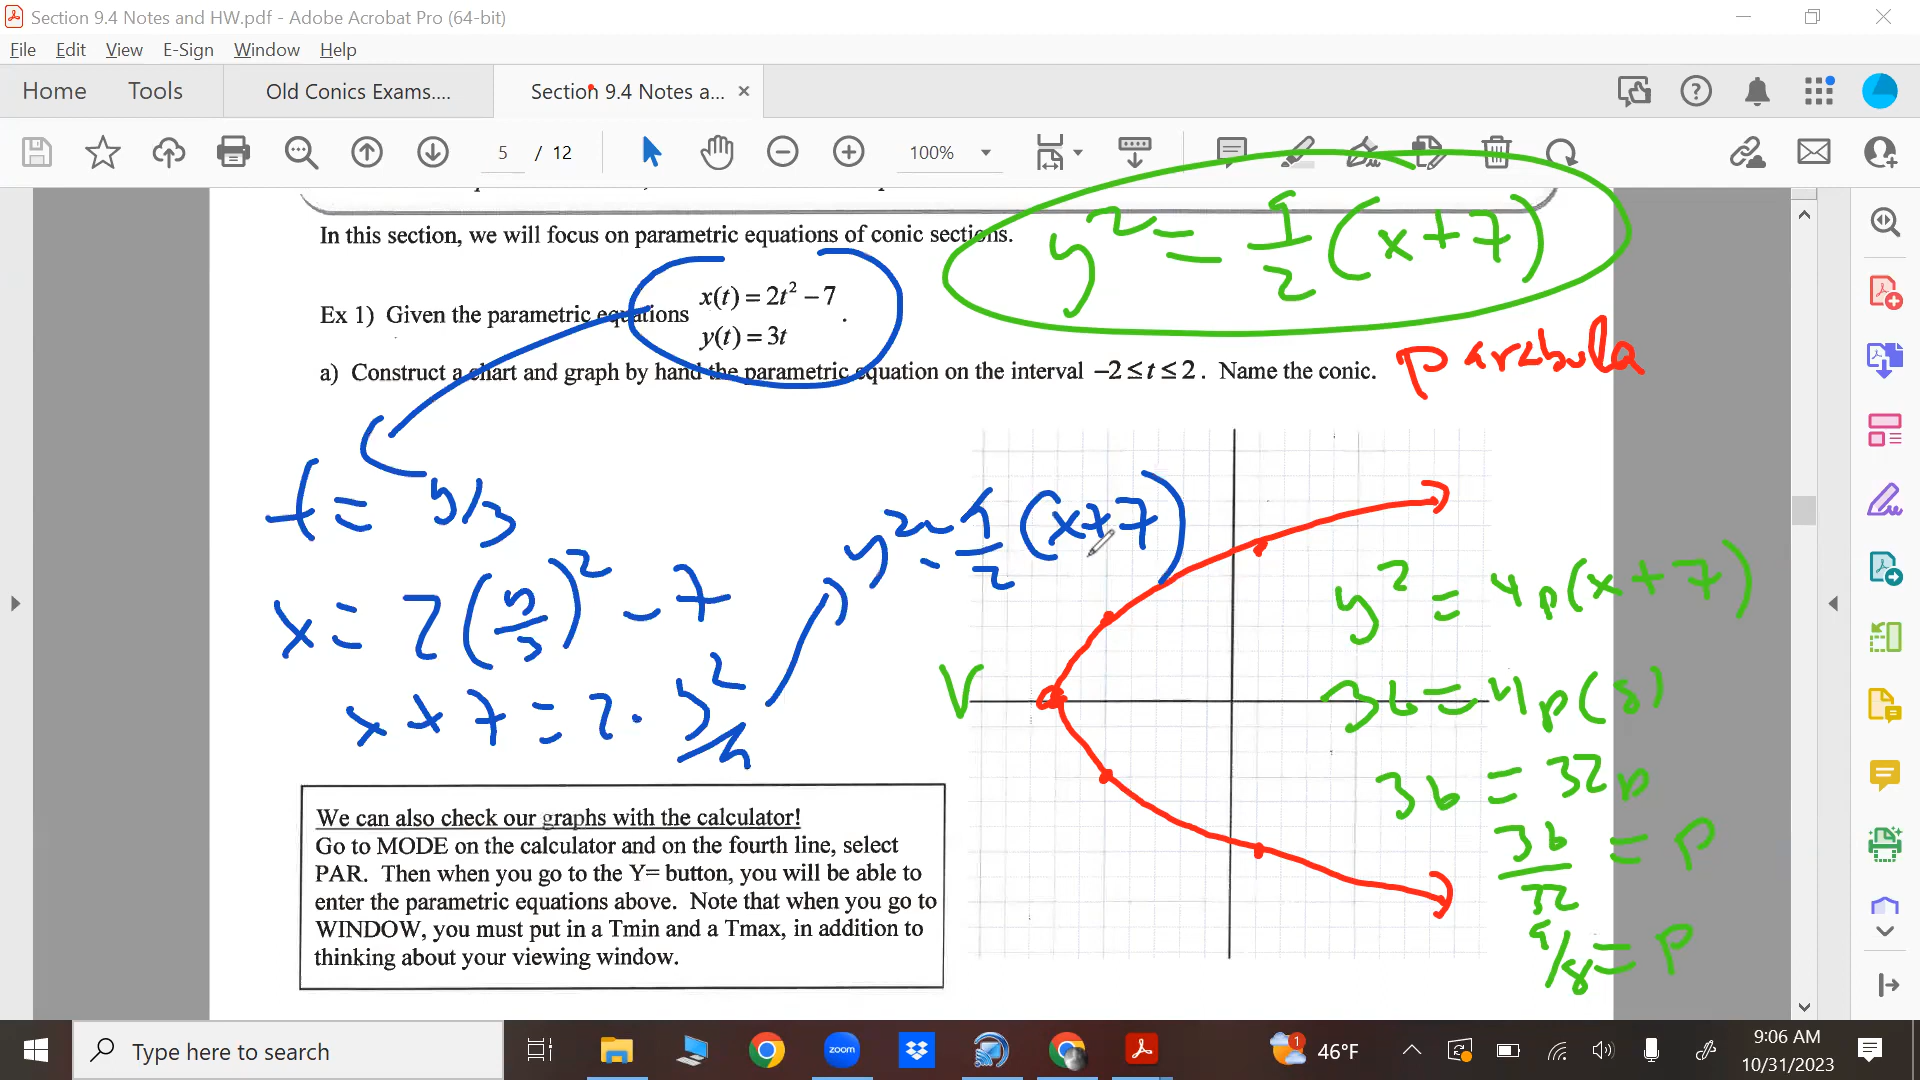 Section 9.4 Notes and HW.pdf - Adobe Acrobat Pro (64-bit)
File Edit View E-Sign Window Help
Home Tools Old Conics Exams.... Section 9.4 Notes a... ×
5 / 12 100%
In this section, we will focus on parametric equations of conic sections.
y² = 9/2 (x+7)
Ex 1) Given the parametric equations x(t) = 2t² − 7
y(t) = 3t .
a) Construct a chart and graph by hand the parametric equation on the interval −2 ≤ t ≤ 2. Name the conic.
parabola
t = y/3
x = 2(y/3)² − 7
x + 7 = 2 · y²/9
y² = 9/2 (x+7)
V
y² = 4p(x+7)
36 = 4p(8)
36 = 32p
36/32 = p
9/8 = p
We can also check our graphs with the calculator!
Go to MODE on the calculator and on the fourth line, select
PAR. Then when you go to the Y= button, you will be able to
enter the parametric equations above. Note that when you go to
WINDOW, you must put in a Tmin and a Tmax, in addition to
thinking about your viewing window.
Type here to search
zoom
1
46°F
9:06 AM
10/31/2023